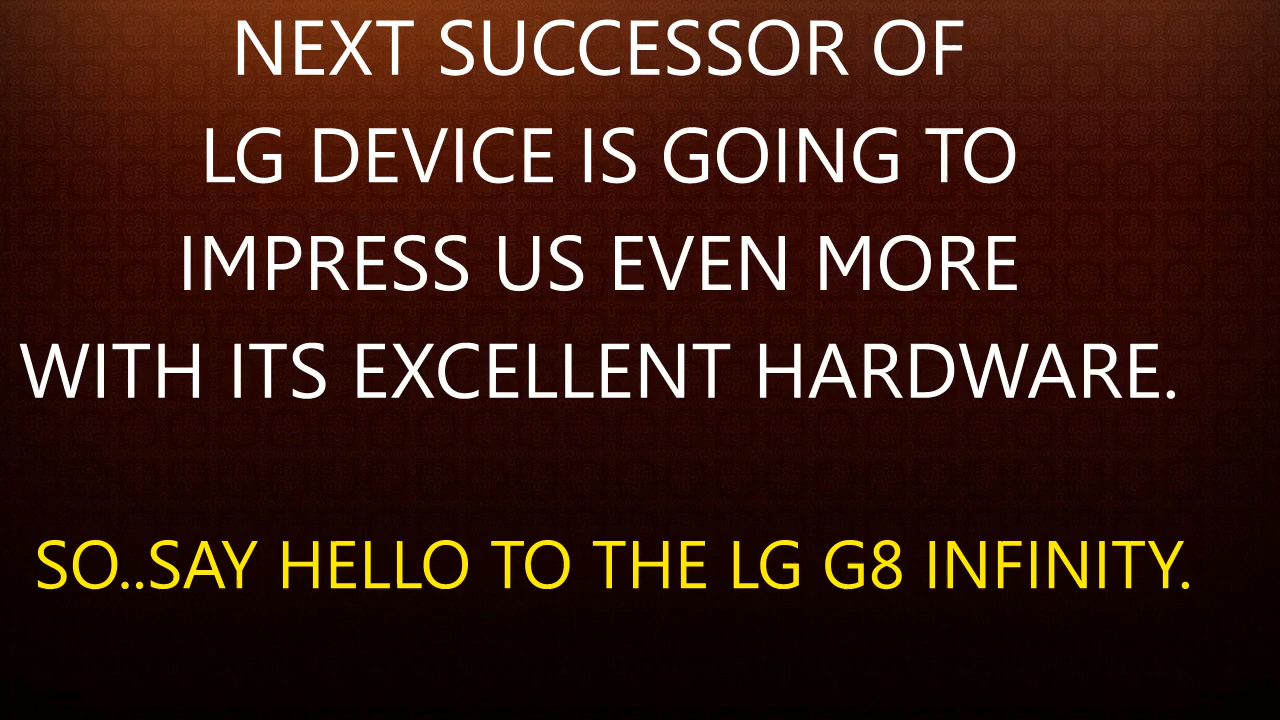 NEXT SUCCESSOR OF
LG DEVICE IS GOING TO
IMPRESS US EVEN MORE
WITH ITS EXCELLENT HARDWARE.
SO..SAY HELLO TO THE LG G8 INFINITY.